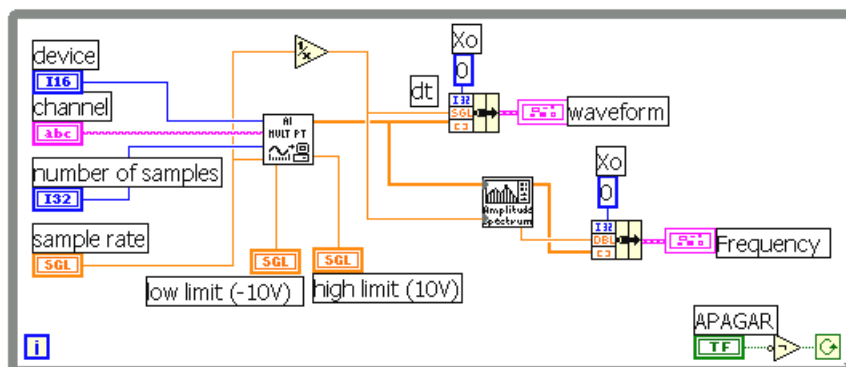 device
I16
channel
abc
number of samples
I32
sample rate
SGL
1/x
AI
MULT PT
SGL
low limit (-10V)
SGL
high limit (10V)
dt
Xo
0
I32
SGL
[ ]
waveform
Amplitude
Spectrum
Xo
0
I32
DBL
[ ]
Frequency
APAGAR
TF
i